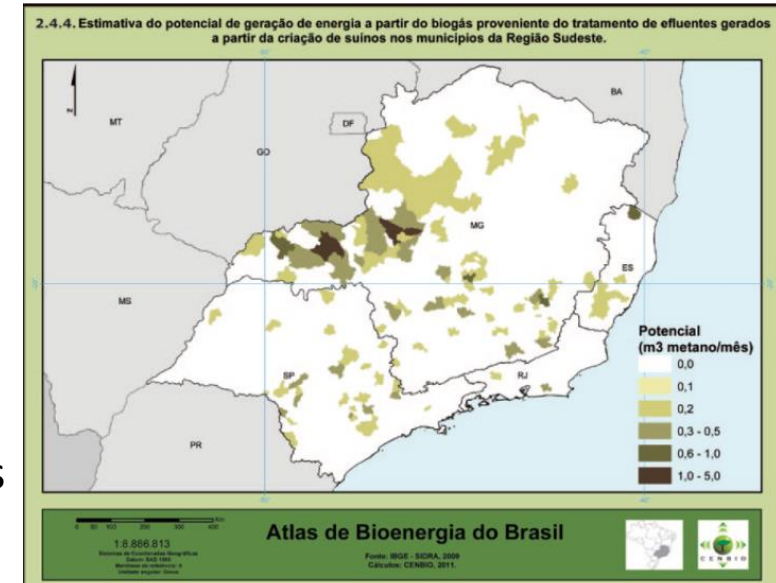 2.4.4. Estimativa do potencial de geração de energia a partir do biogás proveniente do tratamento de efluentes gerados
a partir da criação de suínos nos municípios da Região Sudeste.
BA
MT
DF
GO
MG
ES
MS
Potencial
(m3 metano/mês)
0,0
0,1
0,2
0,3 - 0,5
0,6 - 1,0
1,0 - 5,0
SP
RJ
PR
s
Atlas de Bioenergia do Brasil
1:6.886.813
Fonte: IBGE - SIDRA, 2009
Cálculos: CENBIO, 2011.
CENBIO